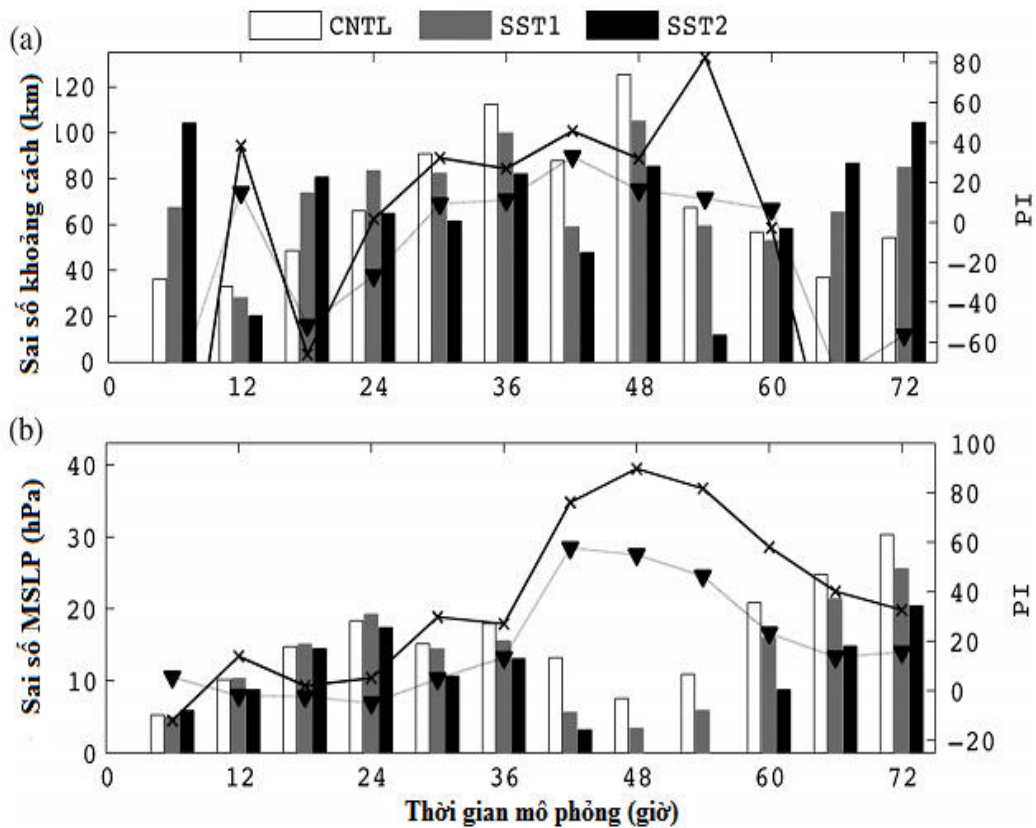 CNTL SST1 SST2
(a)
Sai số khoảng cách (km)
120
100
80
60
40
20
0
80
60
40
20
0
−20
−40
−60
PI
0 12 24 36 48 60 72
(b)
Sai số MSLP (hPa)
40
30
20
10
0
100
80
60
40
20
0
−20
PI
0 12 24 36 48 60 72
Thời gian mô phỏng (giờ)